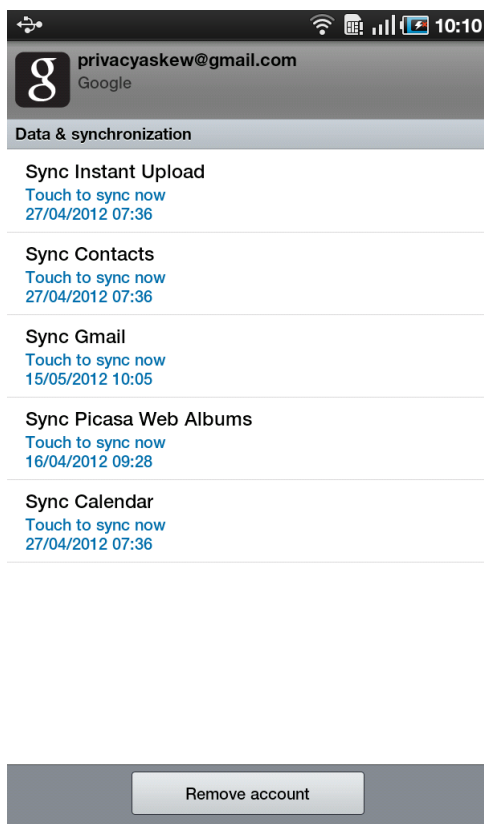 10:10
privacyaskew@gmail.com
Google
Data & synchronization
Sync Instant Upload
Touch to sync now
27/04/2012 07:36
Sync Contacts
Touch to sync now
27/04/2012 07:36
Sync Gmail
Touch to sync now
15/05/2012 10:05
Sync Picasa Web Albums
Touch to sync now
16/04/2012 09:28
Sync Calendar
Touch to sync now
27/04/2012 07:36
Remove account